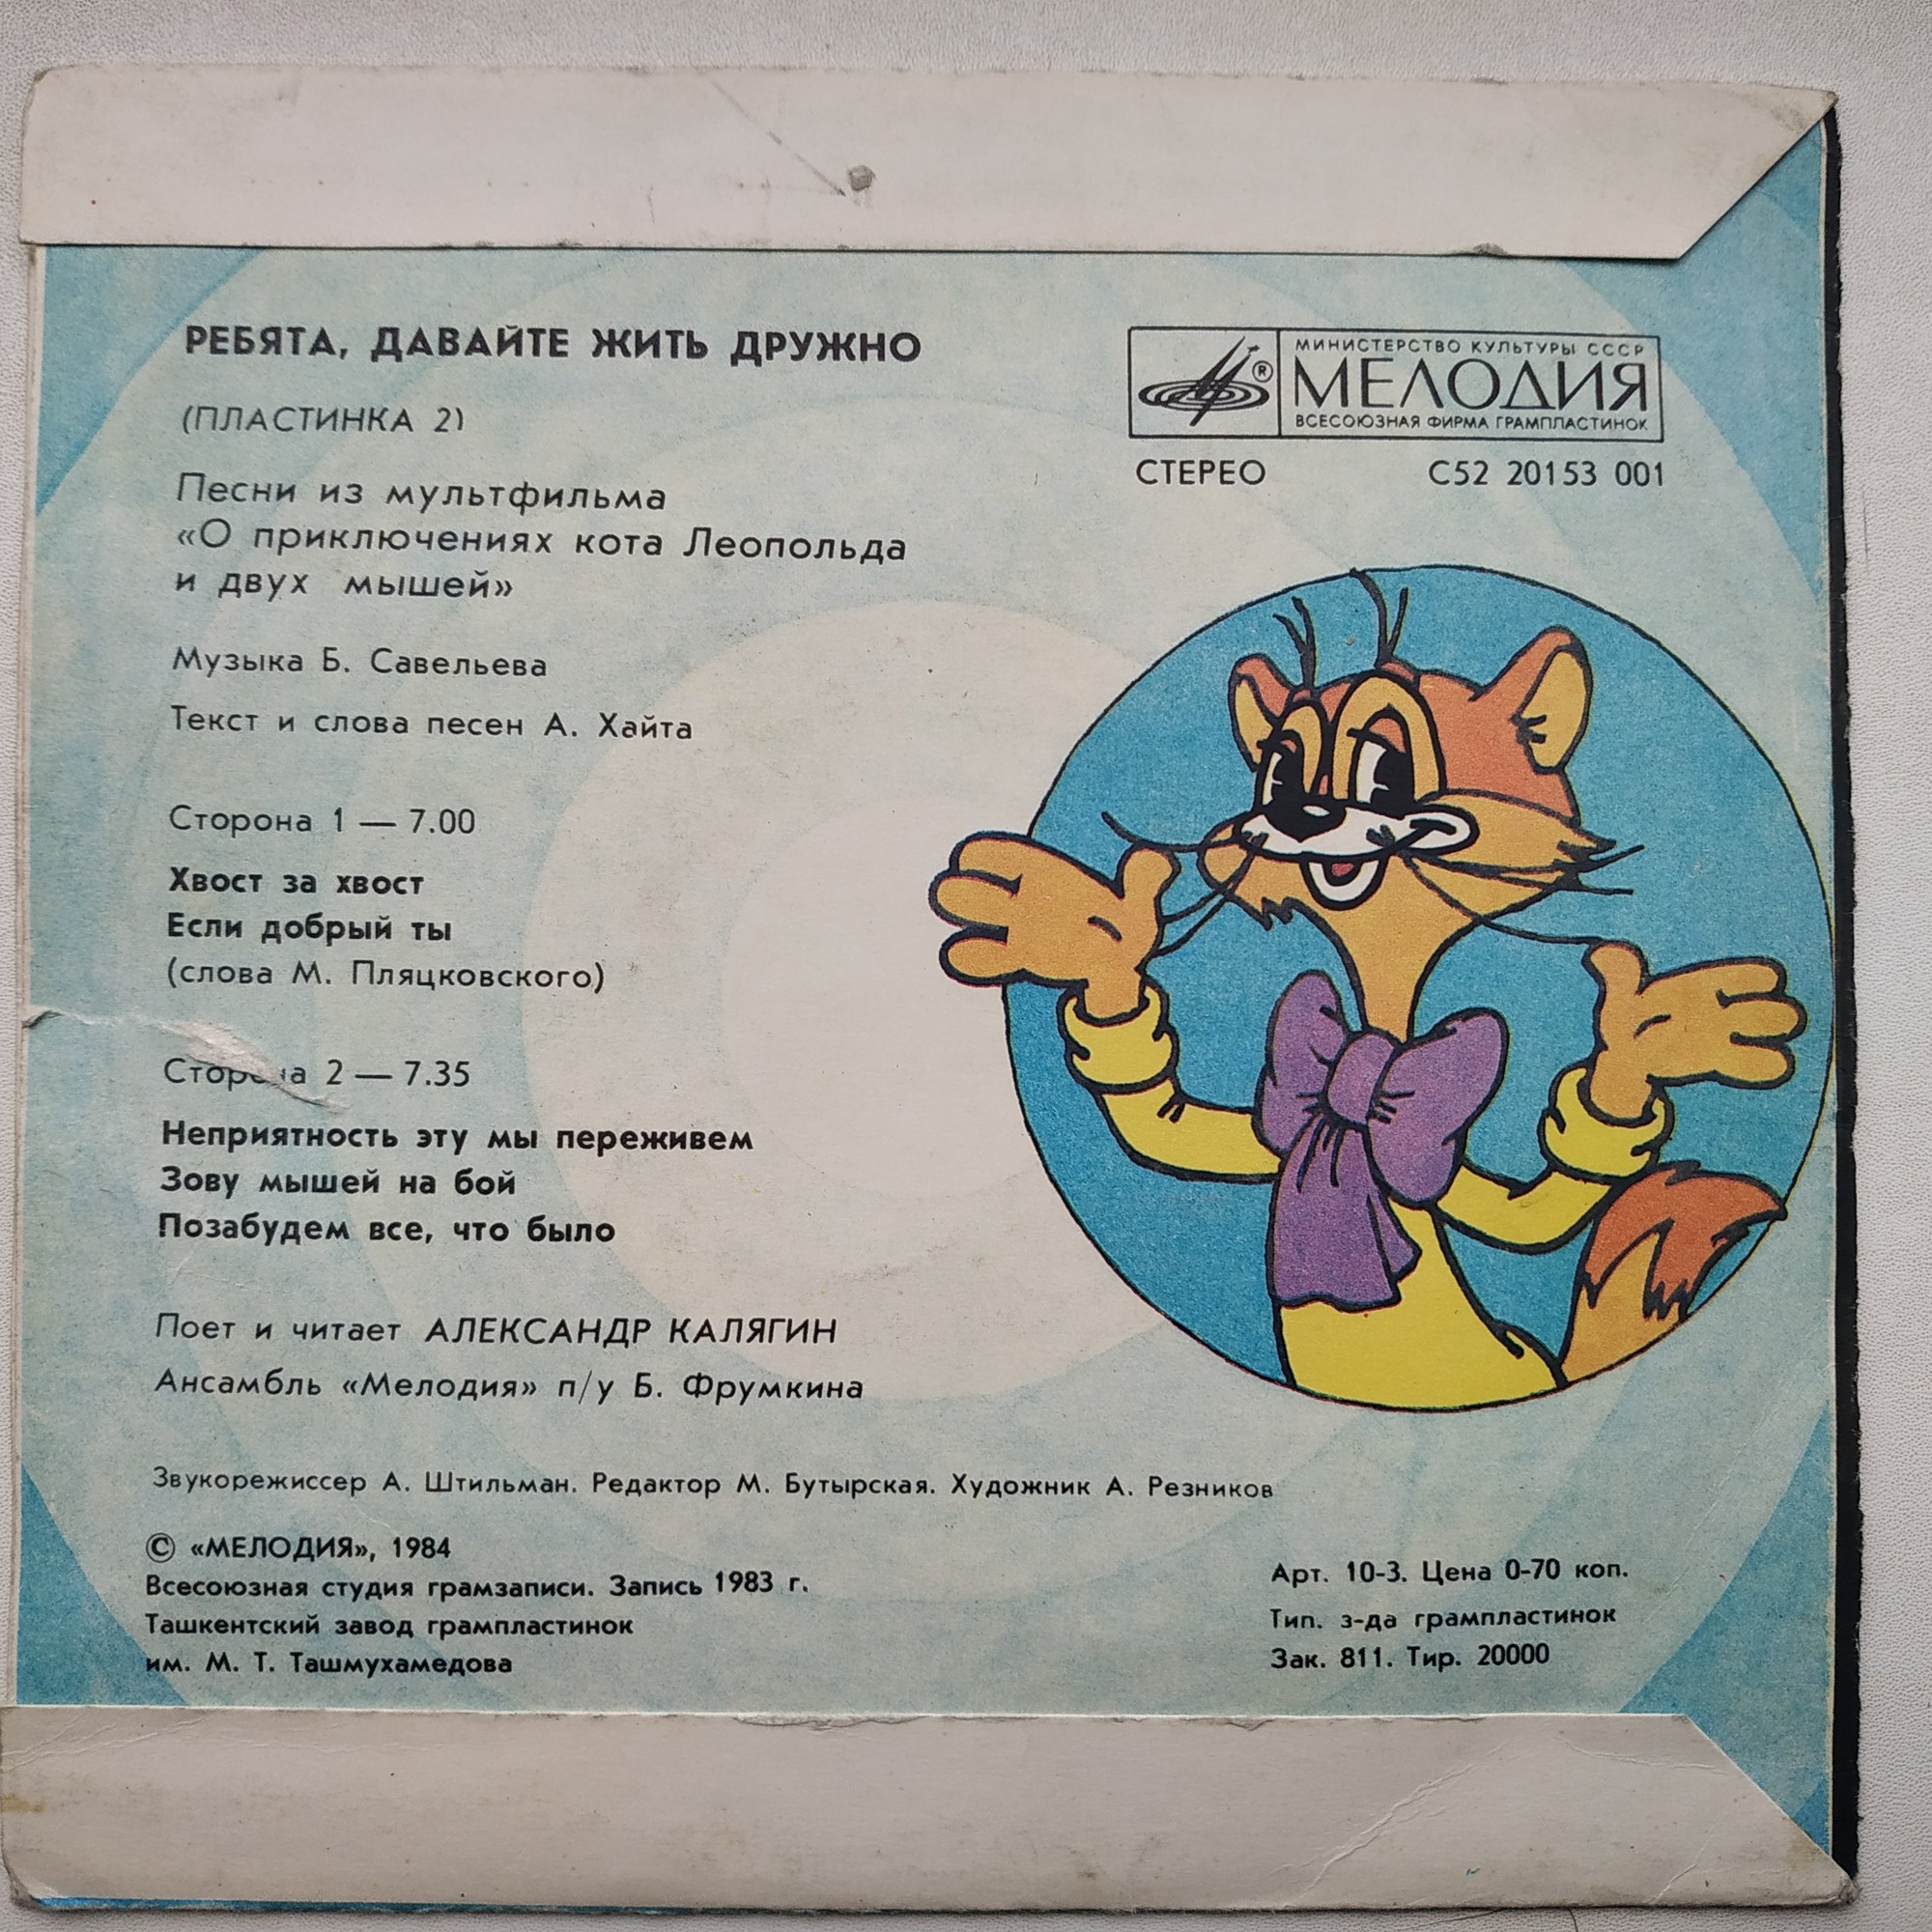 РЕБЯТА, ДАВАЙТЕ ЖИТЬ ДРУЖНО
(ПЛАСТИНКА 2)
Песни из мультфильма
«О приключениях кота Леопольда
и двух мышей»
Музыка Б. Савельева
Текст и слова песен А. Хайта
Сторона 1 — 7.00
Хвост за хвост
Если добрый ты
(слова М. Пляцковского)
Сторона 2 — 7.35
Неприятность эту мы переживем
Зову мышей на бой
Позабудем все, что было
Поет и читает АЛЕКСАНДР КАЛЯГИН
Ансамбль «Мелодия» п/у Б. Фрумкина
МИНИСТЕРСТВО КУЛЬТУРЫ СССР
®
МЕЛОДИЯ
ВСЕСОЮЗНАЯ ФИРМА ГРАМПЛАСТИНОК
СТЕРЕО С52 20153 001
Звукорежиссер А. Штильман. Редактор М. Бутырская. Художник А. Резников
© «МЕЛОДИЯ», 1984
Всесоюзная студия грамзаписи. Запись 1983 г.
Ташкентский завод грампластинок
им. М. Т. Ташмухамедова
Арт. 10-3. Цена 0-70 коп.
Тип. з-да грампластинок
Зак. 811. Тир. 20000